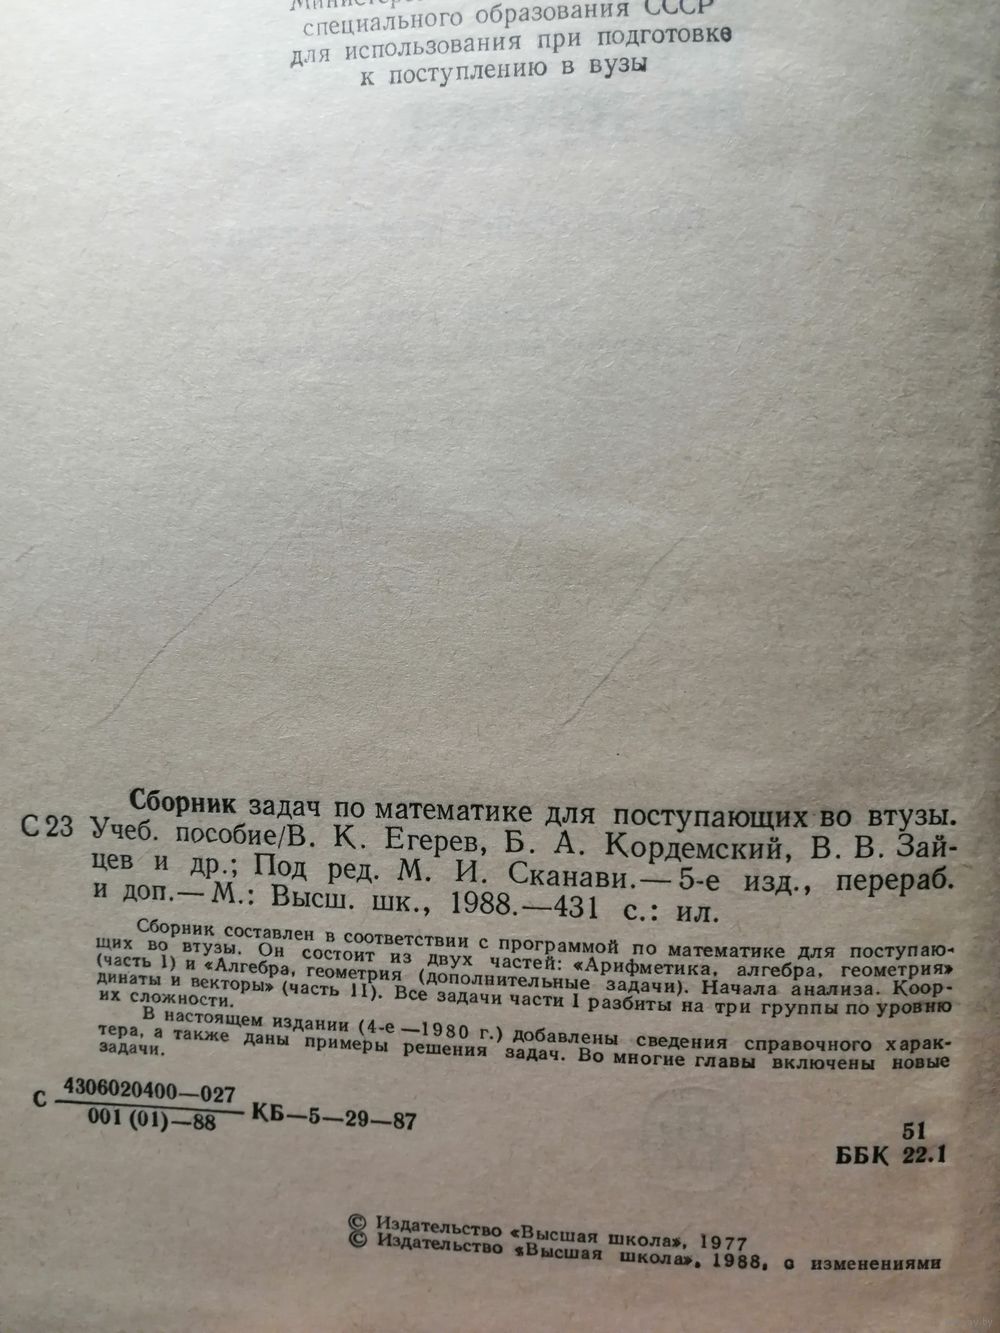 специального образования СССР
для использования при подготовке
к поступлению в вузы
Сборник задач по математике для поступающих во втузы.
С 23 Учеб. пособие/В. К. Егерев, Б. А. Кордемский, В. В. Зай-
цев и др.; Под ред. М. И. Сканави.— 5-е изд., перераб.
и доп.— М.: Высш. шк., 1988.—431 с.: ил.
Сборник составлен в соответствии с программой по математике для поступаю-
щих во втузы. Он состоит из двух частей: «Арифметика, алгебра, геометрия»
(часть I) и «Алгебра, геометрия (дополнительные задачи). Начала анализа. Коор-
динаты и векторы» (часть II). Все задачи части I разбиты на три группы по уровню
их сложности.
В настоящем издании (4-е —1980 г.) добавлены сведения справочного харак-
тера, а также даны примеры решения задач. Во многие главы включены новые
задачи.
С 4306020400—027
001 (01)—88 КБ—5—29—87
51
ББК 22.1
© Издательство «Высшая школа», 1977
© Издательство «Высшая школа», 1988, с изменениями